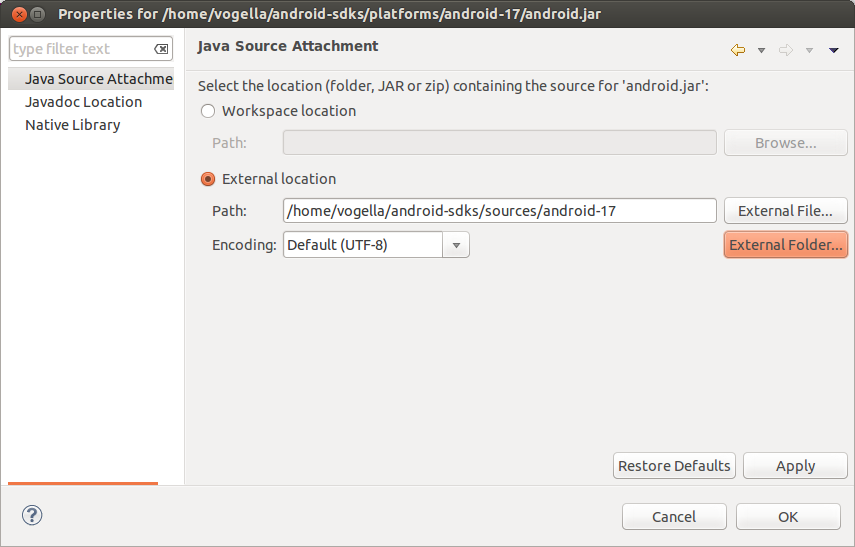 Properties for /home/vogella/android-sdks/platforms/android-17/android.jar
type filter text
Java Source Attachme
Javadoc Location
Native Library
Java Source Attachment
Select the location (folder, JAR or zip) containing the source for 'android.jar':
Workspace location
Path: Browse...
External location
Path: /home/vogella/android-sdks/sources/android-17 External File...
Encoding: Default (UTF-8) External Folder...
Restore Defaults Apply
? Cancel OK